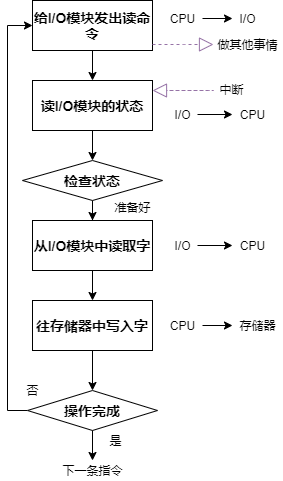 给I/O模块发出读命
令
CPU I/O
做其他事情
中断
读I/O模块的状态
I/O CPU
检查状态
准备好
从I/O模块中读取字
I/O CPU
往存储器中写入字
CPU 存储器
否
操作完成
是
下一条指令